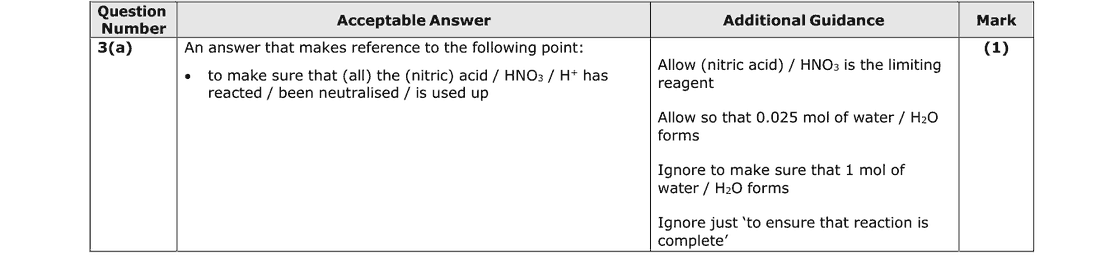 Question Number
Acceptable Answer
Additional Guidance
Mark
3(a)
An answer that makes reference to the following point:
• to make sure that (all) the (nitric) acid / HNO₃ / H⁺ has
reacted / been neutralised / is used up
Allow (nitric acid) / HNO₃ is the limiting
reagent
Allow so that 0.025 mol of water / H₂O
forms
Ignore to make sure that 1 mol of
water / H₂O forms
Ignore just ‘to ensure that reaction is
complete’
(1)